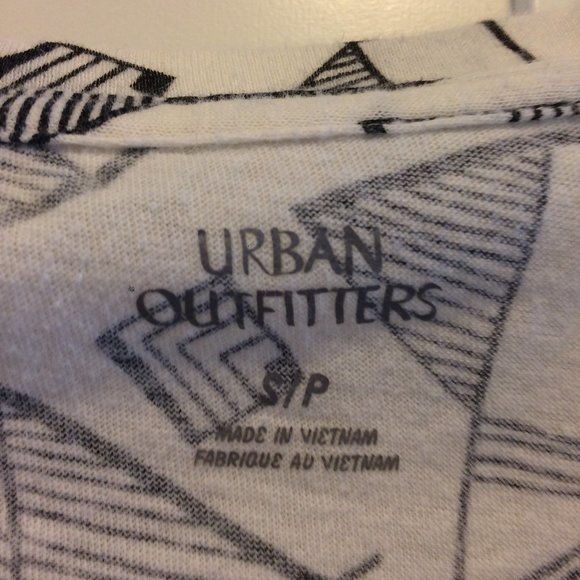 URBAN
OUTFITTERS
S/P
MADE IN VIETNAM
FABRIQUE AU VIETNAM